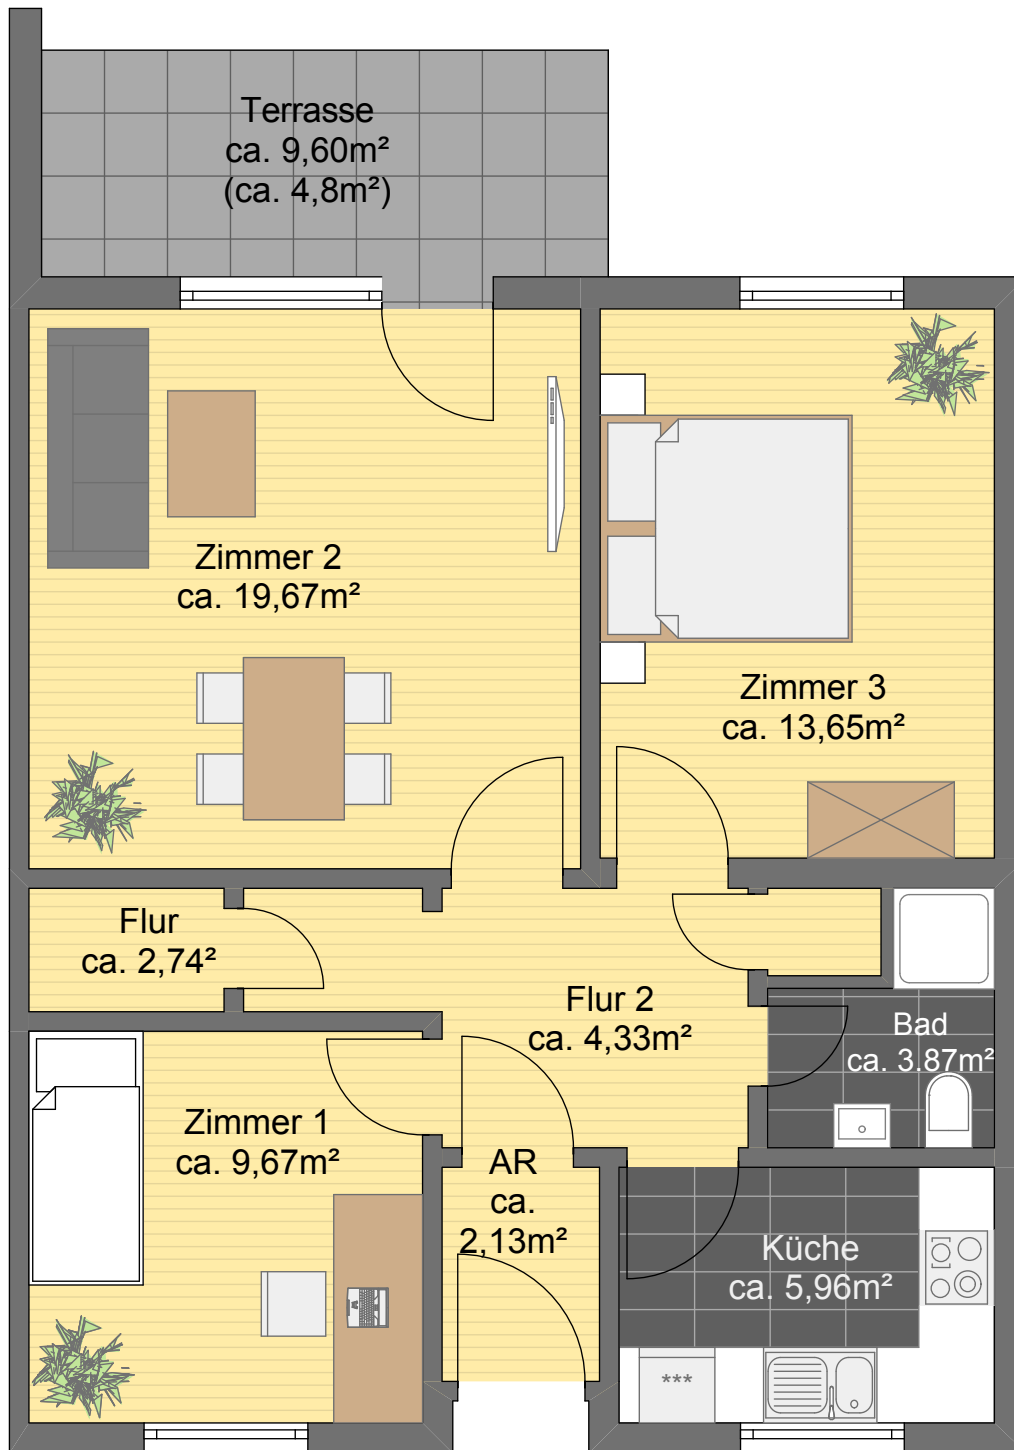 Terrasse
ca. 9,60m²
(ca. 4,8m²)
Zimmer 2
ca. 19,67m²
Zimmer 3
ca. 13,65m²
Flur
ca. 2,74²
Flur 2
ca. 4,33m²
Bad
ca. 3.87m²
Zimmer 1
ca. 9,67m²
AR
ca.
2,13m²
Küche
ca. 5,96m²
***